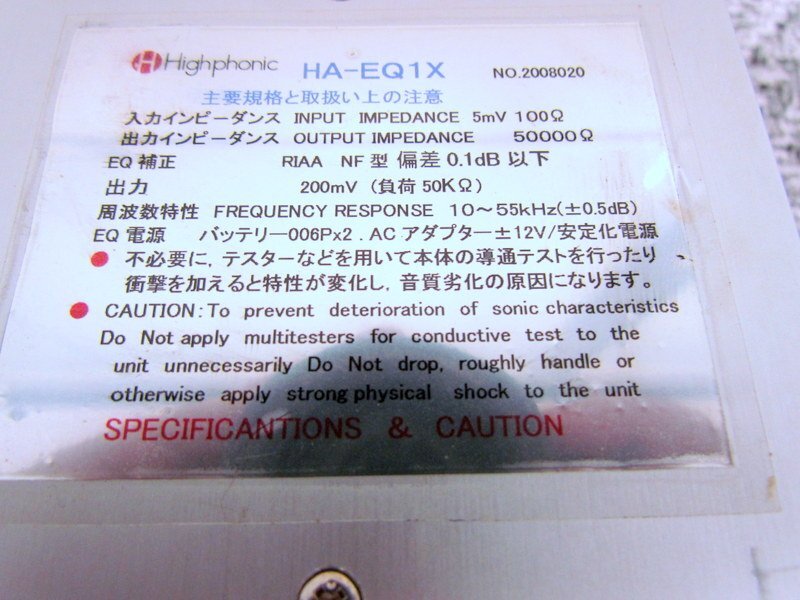 Highphonic HA-EQ1X NO.2008020
主要規格と取扱い上の注意
入力インピーダンス INPUT IMPEDANCE 5mV 100Ω
出力インピーダンス OUTPUT IMPEDANCE 50000Ω
EQ 補正 RIAA NF 型 偏差 0.1dB 以下
出力 200mV (負荷 50KΩ)
周波数特性 FREQUENCY RESPONSE 10～55kHz(±0.5dB)
EQ 電源 バッテリー006Px2 . AC アダプター±12V/安定化電源
● 不必要に, テスターなどを用いて本体の導通テストを行ったり、
衝撃を加えると特性が変化し, 音質劣化の原因になります。
● CAUTION: To prevent deterioration of sonic characteristics
Do Not apply multitesters for conductive test to the
unit unnecessarily Do Not drop, roughly handle or
otherwise apply strong physical shock to the unit
SPECIFICANTIONS & CAUTION